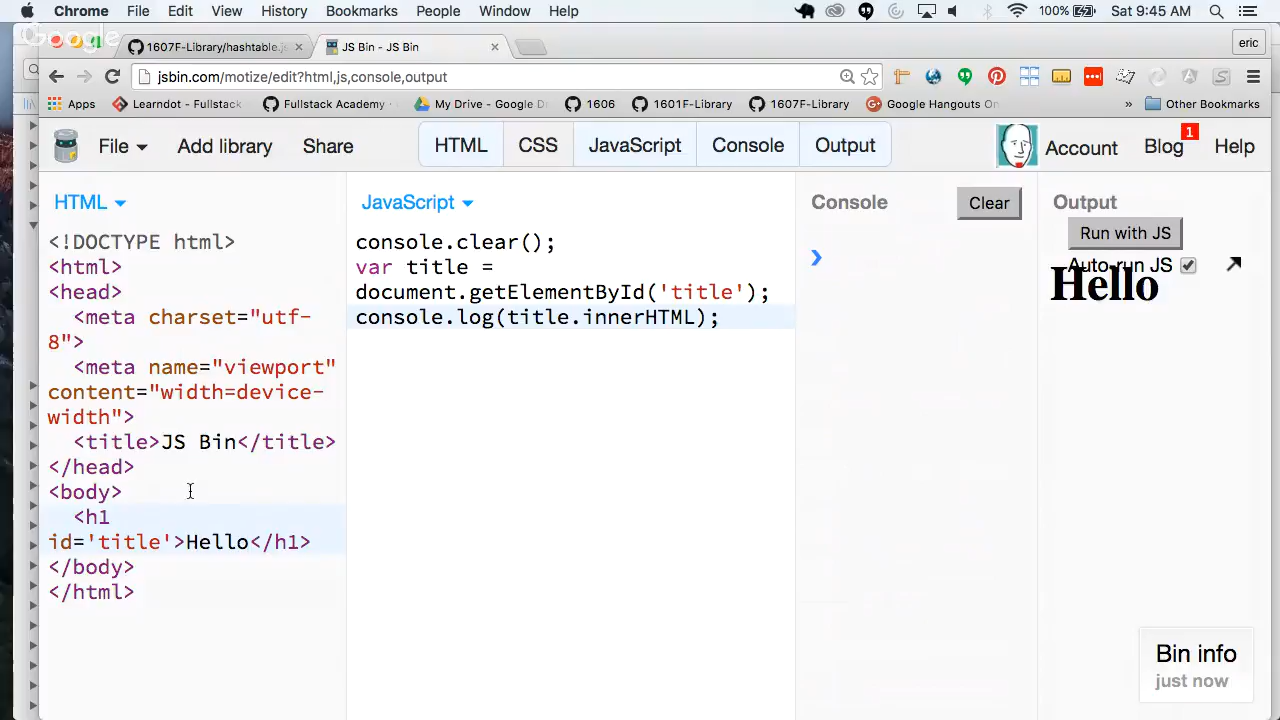 Chrome File Edit View History Bookmarks People Window Help 100% Sat 9:45 AM
Google
1607F-Library/hashtable.js × JS Bin - JS Bin × eric
jsbin.com/motize/edit?html,js,console,output
Apps Learndot - Fullstack Fullstack Academy My Drive - Google D 1606 1601F-Library 1607F-Library Google Hangouts On » Other Bookmarks
File Add library Share HTML CSS JavaScript Console Output Account Blog 1 Help
HTML
<!DOCTYPE html>
<html>
<head>
<meta charset="utf-
8">
<meta name="viewport"
content="width=device-
width">
<title>JS Bin</title>
</head>
<body>
<h1
id='title'>Hello</h1>
</body>
</html>
JavaScript
console.clear();
var title =
document.getElementById('title');
console.log(title.innerHTML);
Console Clear
Output
Run with JS
Auto-run JS
Hello
Bin info
just now